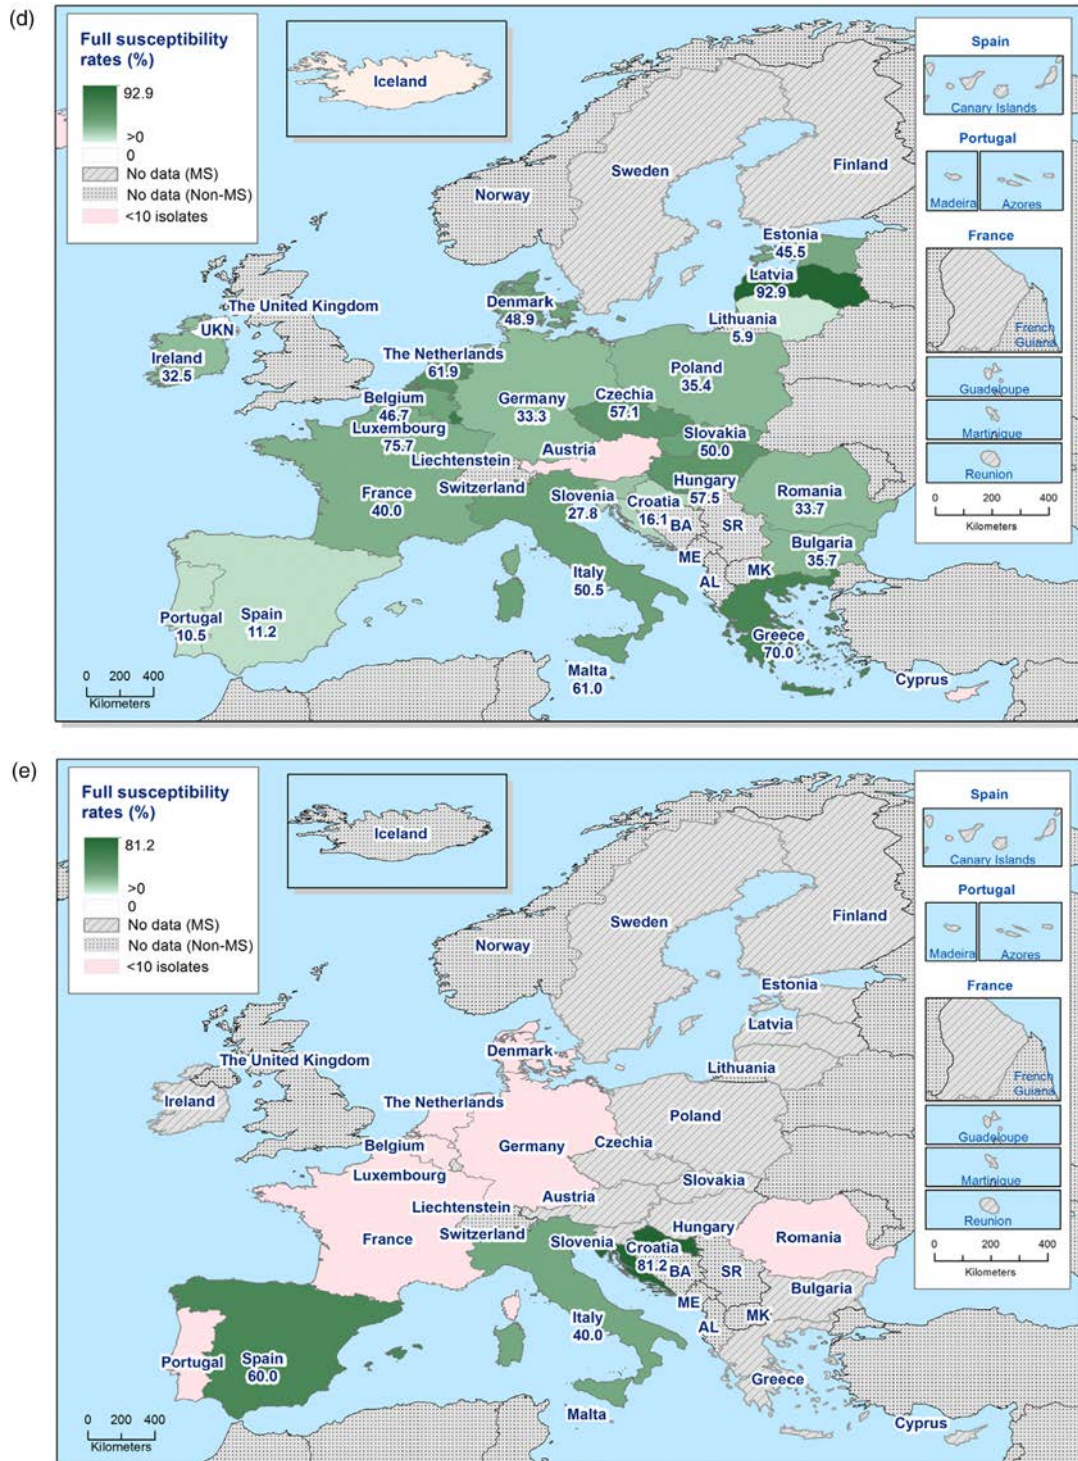 (d)
Full susceptibility
rates (%)
92.9
>0
0
No data (MS)
No data (Non-MS)
<10 isolates
Iceland
Spain
Canary Islands
Portugal
Madeira
Azores
France
French
Guiana
Guadeloupe
Martinique
Reunion
0 200 400
Kilometers
Sweden
Finland
Norway
Estonia
45.5
Latvia
92.9
Lithuania
5.9
The United Kingdom
UKN
Ireland
32.5
Denmark
48.9
The Netherlands
61.9
Belgium
46.7
Luxembourg
75.7
Liechtenstein
Switzerland
Germany
33.3
Poland
35.4
Czechia
57.1
Slovakia
50.0
Austria
Hungary
57.5
Slovenia
27.8
Croatia
16.1
France
40.0
Romania
33.7
Bulgaria
35.7
BA
SR
ME
MK
AL
Italy
50.5
Portugal
10.5
Spain
11.2
Greece
70.0
Malta
61.0
Cyprus
0 200 400
Kilometers
(e)
Full susceptibility
rates (%)
81.2
>0
0
No data (MS)
No data (Non-MS)
<10 isolates
Iceland
Spain
Canary Islands
Portugal
Madeira
Azores
France
French
Guiana
Guadeloupe
Martinique
Reunion
0 200 400
Kilometers
Sweden
Finland
Norway
Estonia
Latvia
Lithuania
The United Kingdom
Ireland
Denmark
The Netherlands
Belgium
Luxembourg
Liechtenstein
Switzerland
Germany
Poland
Czechia
Slovakia
Austria
Hungary
Slovenia
Croatia
81.2
France
Romania
Bulgaria
BA
SR
ME
MK
AL
Italy
40.0
Portugal
Spain
60.0
Greece
Malta
Cyprus
0 200 400
Kilometers